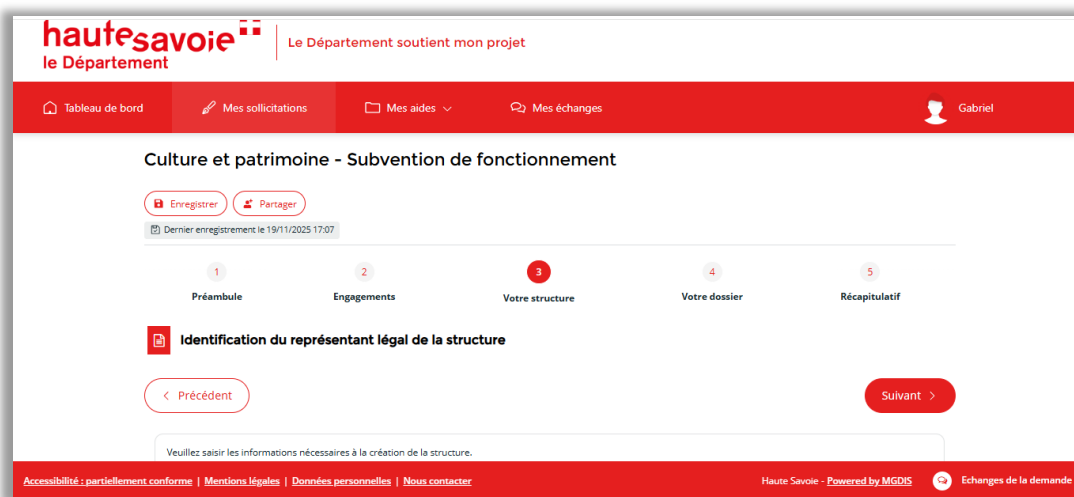 hautesavoie
le Département
Le Département soutient mon projet
Tableau de bord
Mes sollicitations
Mes aides
Mes échanges
Gabriel
Culture et patrimoine - Subvention de fonctionnement
Enregistrer
Partager
Dernier enregistrement le 19/11/2025 17:07
1
2
3
4
5
Préambule
Engagements
Votre structure
Votre dossier
Récapitulatif
Identification du représentant légal de la structure
< Précédent
Suivant >
Veuillez saisir les informations nécessaires à la création de la structure.
Accessibilité : partiellement conforme | Mentions légales | Données personnelles | Nous contacter
Haute Savoie - Powered by MGDIS
Echanges de la demande